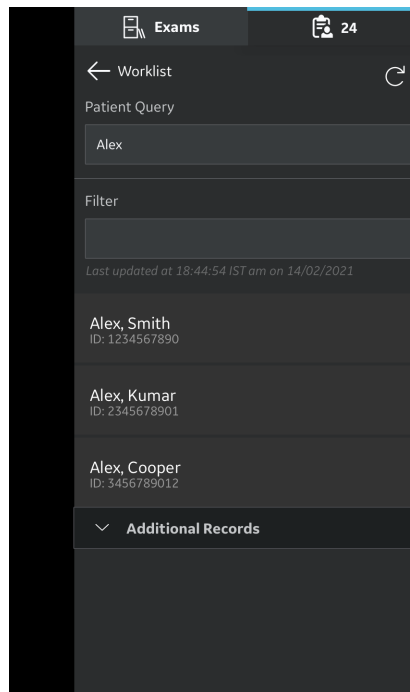 Exams
24
Worklist
Patient Query
Alex
Filter
Last updated at 18:44:54 IST am on 14/02/2021
Alex, Smith
ID: 1234567890
Alex, Kumar
ID: 2345678901
Alex, Cooper
ID: 3456789012
Additional Records